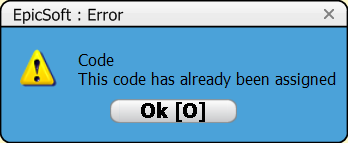 EpicSoft : Error
Code
This code has already been assigned
Ok [O]